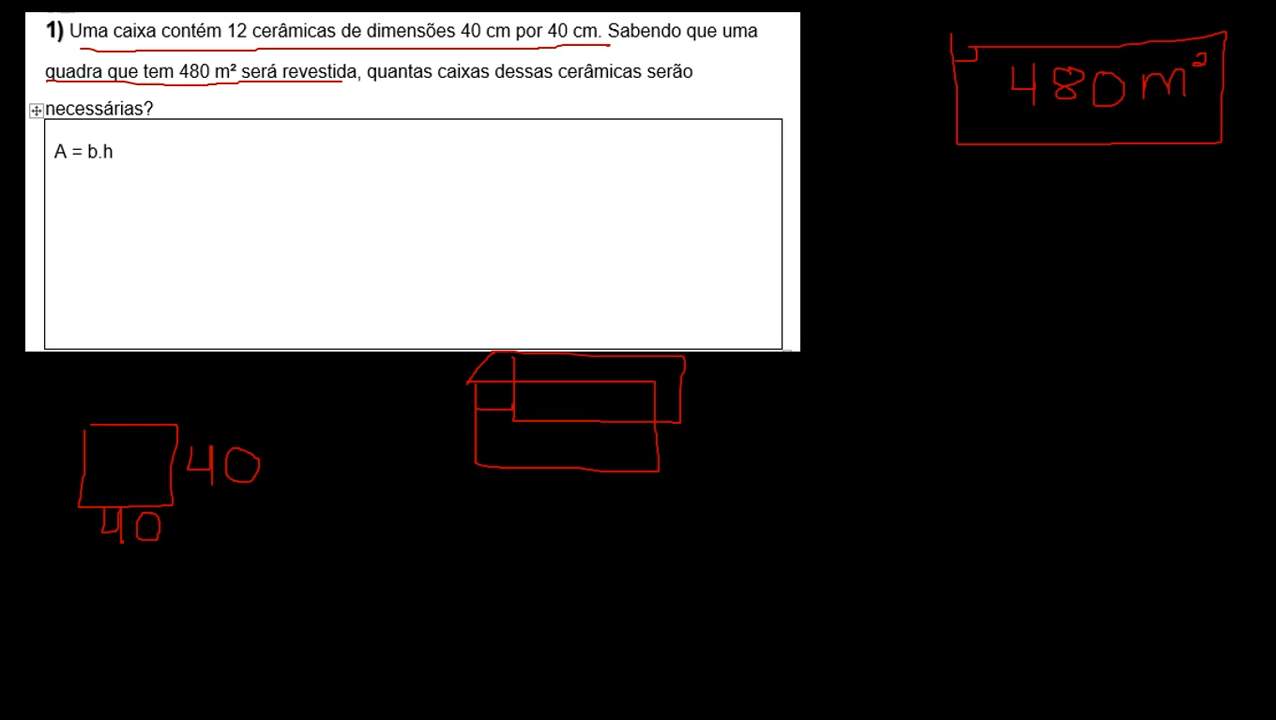 1) Uma caixa contém 12 cerâmicas de dimensões 40 cm por 40 cm. Sabendo que uma
quadra que tem 480 m² será revestida, quantas caixas dessas cerâmicas serão
necessárias?
A = b.h
480 m²
40
40